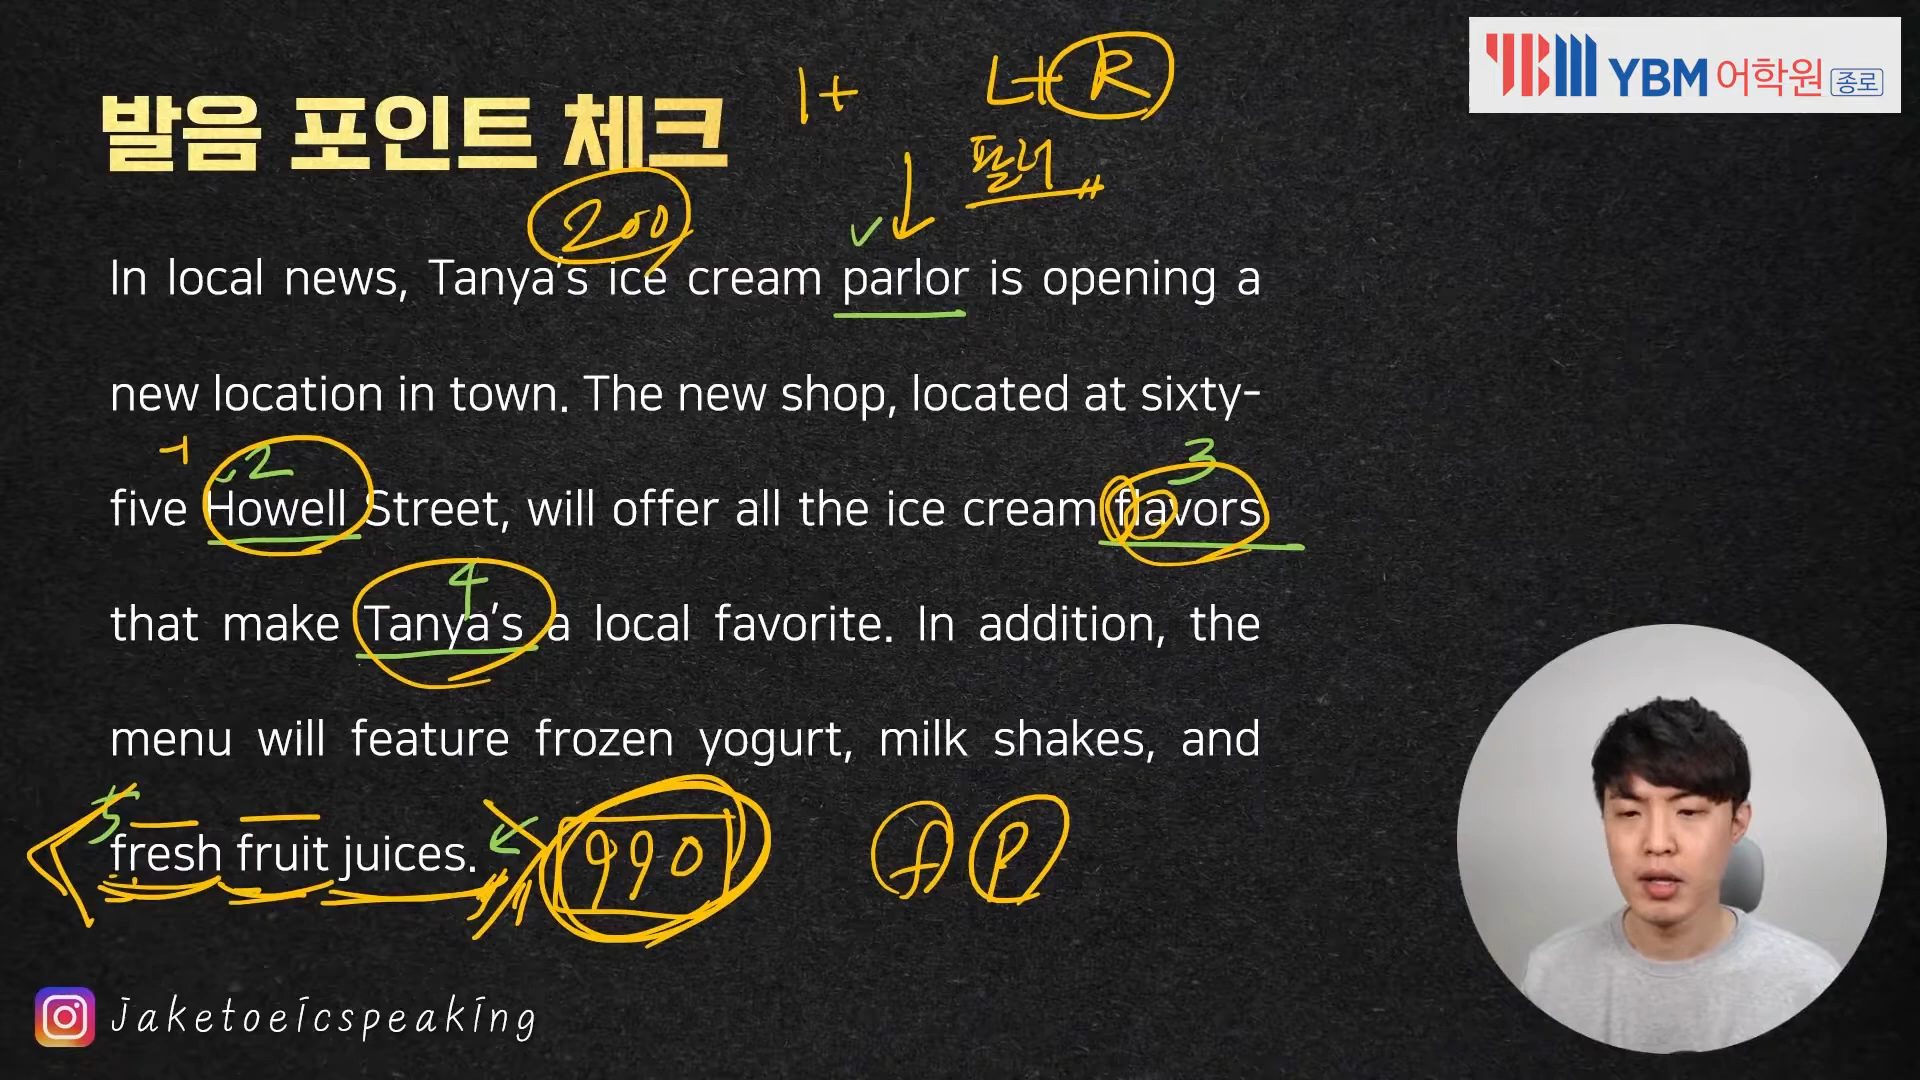 발음 포인트 체크
1+
L+R
YBM YBM 어학원 종로
팔러
200
In local news, Tanya's ice cream parlor is opening a
new location in town. The new shop, located at sixty-
2
3
five Howell Street, will offer all the ice cream flavors
4
that make Tanya's a local favorite. In addition, the
menu will feature frozen yogurt, milk shakes, and
5
fresh fruit juices.
990
f R
Jaketoeicspeaking